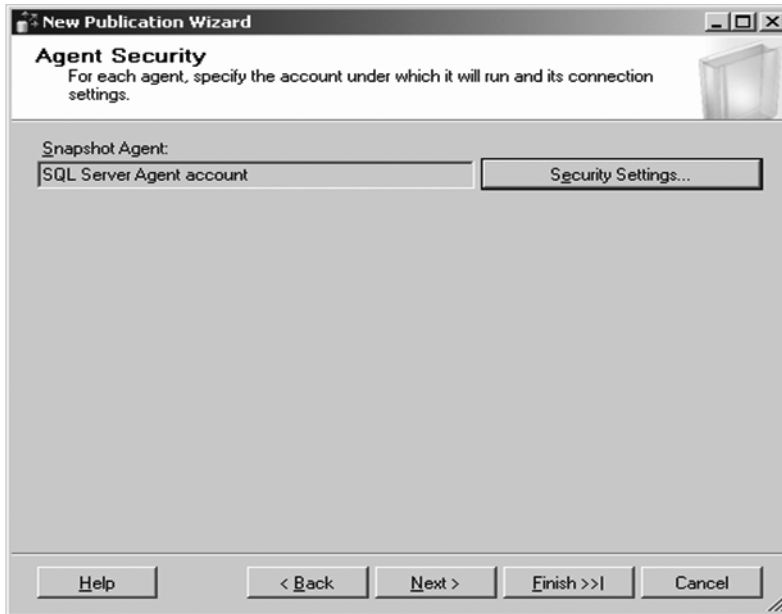 New Publication Wizard
Agent Security
For each agent, specify the account under which it will run and its connection
settings.
Snapshot Agent:
SQL Server Agent account
Security Settings...
Help
< Back
Next >
Finish >>|
Cancel